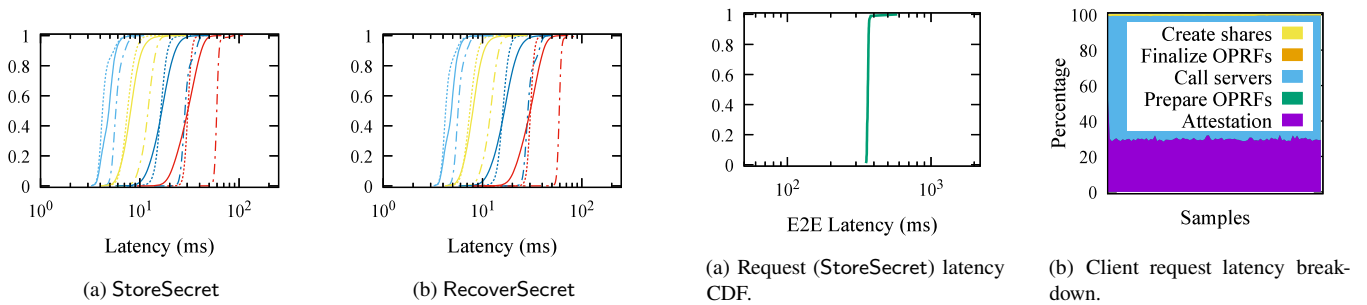 1
0.8
0.6
0.4
0.2
0
10^0
10^1
10^2
Latency (ms)
(a) StoreSecret
1
0.8
0.6
0.4
0.2
0
10^0
10^1
10^2
Latency (ms)
(b) RecoverSecret
1
0.8
0.6
0.4
0.2
0
10^2
10^3
E2E Latency (ms)
(a) Request (StoreSecret) latency
CDF.
Percentage
100
80
60
40
20
0
Create shares
Finalize OPRFs
Call servers
Prepare OPRFs
Attestation
Samples
(b) Client request latency break-
down.